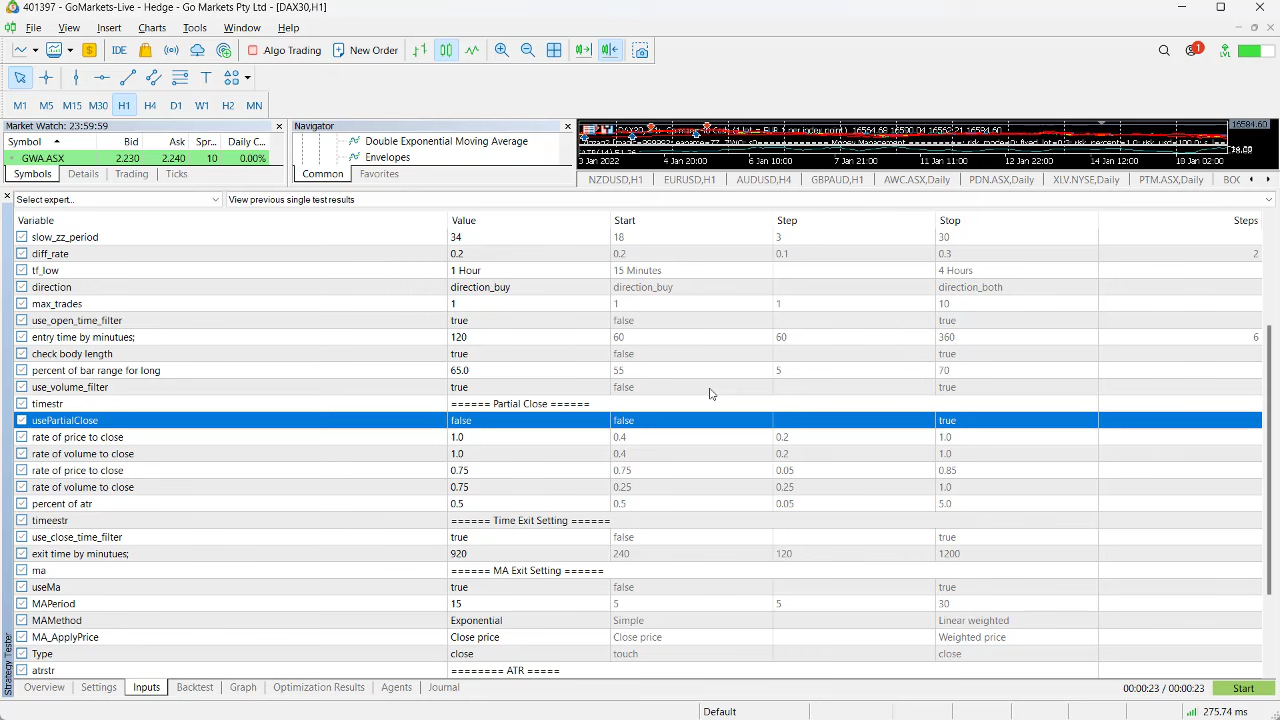 401397 - GoMarkets-Live - Hedge - Go Markets Pty Ltd - [DAX30,H1]
File View Insert Charts Tools Window Help
IDE Algo Trading New Order 1 LVL
M1 M5 M15 M30 H1 H4 D1 W1 H2 MN
Market Watch: 23:59:59
Symbol Bid Ask Spr... Daily C...
GWA.ASX 2.230 2.240 10 0.00%
Symbols Details Trading Ticks
Navigator
Double Exponential Moving Average
Envelopes
Common Favorites
16584.60
3 Jan 2022 4 Jan 20:00 6 Jan 10:00 7 Jan 21:00 11 Jan 11:00 13 Jan 02:00 14 Jan 12:00 18 Jan 02:00
NZDUSD,H1 EURUSD,H1 AUDUSD,H4 GBPAUD,H1 AWC.ASX,Daily PDN.ASX,Daily XLV.NYSE,Daily PTM.ASX,Daily BOQ
Select expert... View previous single test results
Variable Value Start Step Stop Steps
slow_zz_period 34 18 3 30
diff_rate 0.2 0.2 0.1 0.3 2
tf_low 1 Hour 15 Minutes 4 Hours
direction direction_buy direction_buy direction_both
max_trades 1 1 1 10
use_open_time_filter true false true
entry time by minutues; 120 60 60 360 6
check body length true false true
percent of bar range for long 65.0 55 5 70
use_volume_filter true false true
timestr ====== Partial Close ======
usePartialClose false false true
rate of price to close 1.0 0.4 0.2 1.0
rate of volume to close 1.0 0.4 0.2 1.0
rate of price to close 0.75 0.75 0.05 0.85
rate of volume to close 0.75 0.25 0.25 1.0
percent of atr 0.5 0.5 0.05 5.0
timeestr ====== Time Exit Setting ======
use_close_time_filter true false true
exit time by minutues; 920 240 120 1200
ma ====== MA Exit Setting ======
useMa true false true
MAPeriod 15 5 5 30
MAMethod Exponential Simple Linear weighted
MA_ApplyPrice Close price Close price Weighted price
Type close touch close
atrstr ======== ATR =====
Strategy Tester
Overview Settings Inputs Backtest Graph Optimization Results Agents Journal 00:00:23 / 00:00:23 Start
Default 275.74 ms